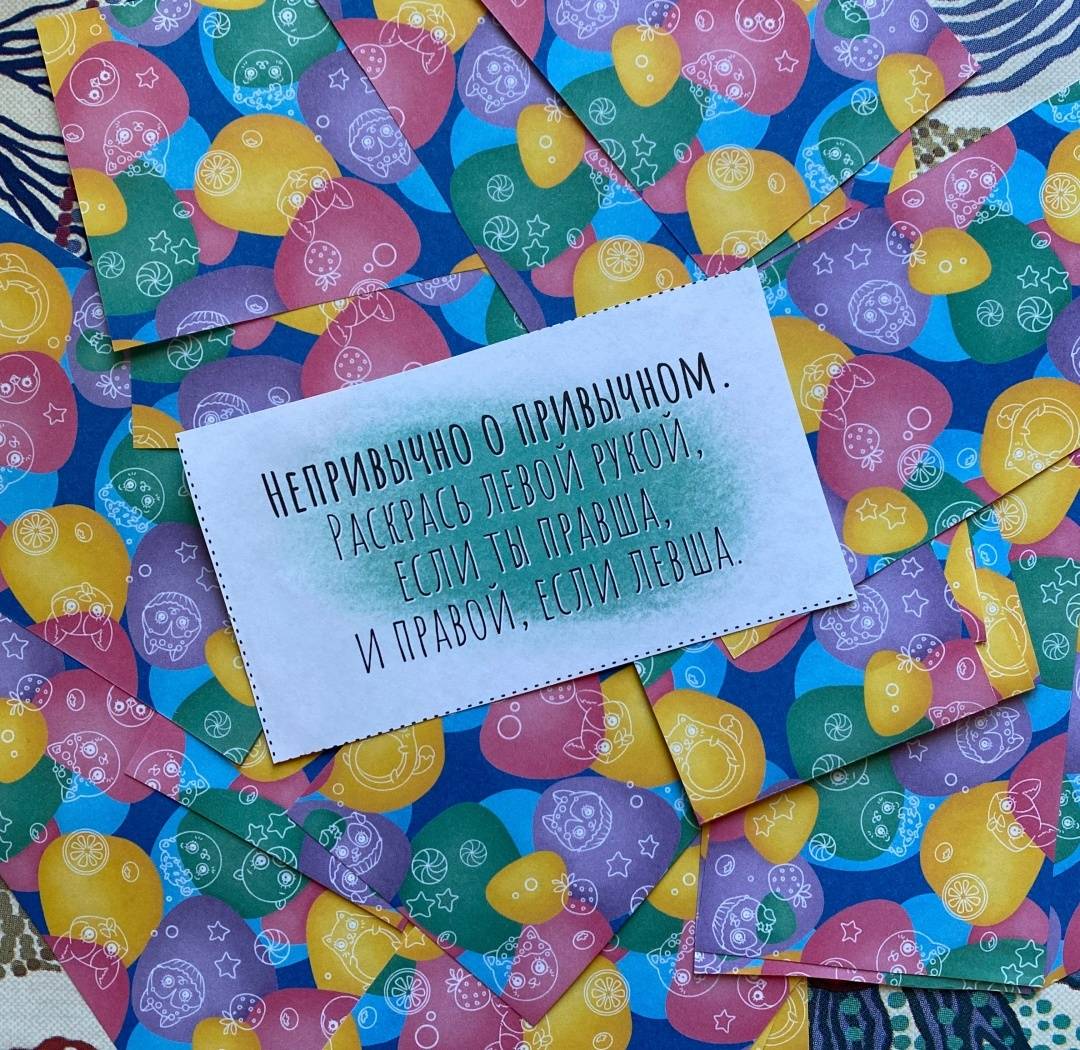 Непривычно о привычном.
Раскрась левой рукой,
если ты правша,
и правой, если левша.